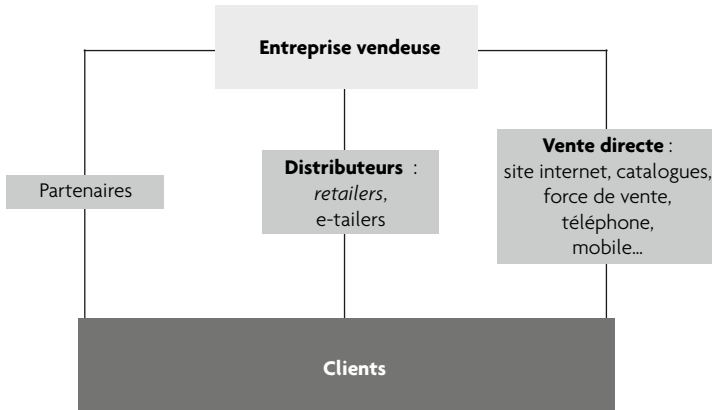 Entreprise vendeuse
Partenaires
Distributeurs :
retailers,
e-tailers
Vente directe :
site internet, catalogues,
force de vente,
téléphone,
mobile…
Clients